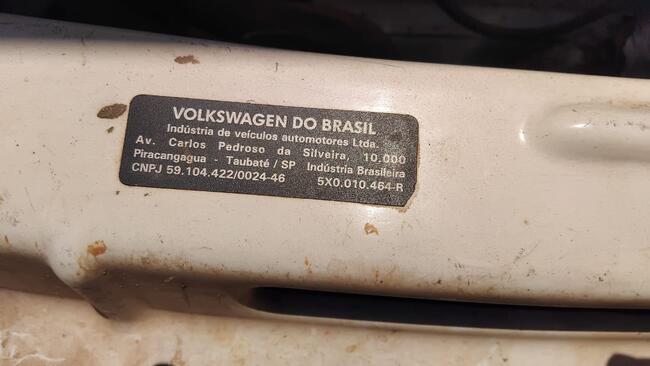 VOLKSWAGEN DO BRASIL
Indústria de veículos automotores Ltda.
Av. Carlos Pedroso da Silveira, 10.000
Piracangagua - Taubaté / SP Indústria Brasileira
CNPJ 59.104.422/0024-46 5X0.010.464-R